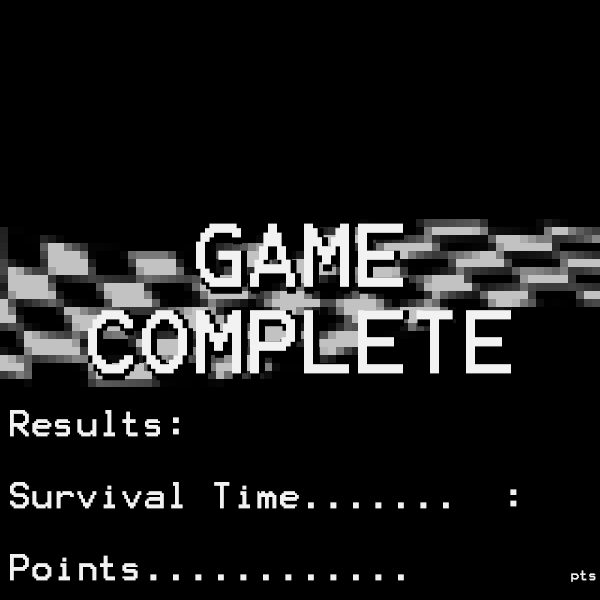 GAME
COMPLETE
Results:
Survival Time....... :
Points............ pts